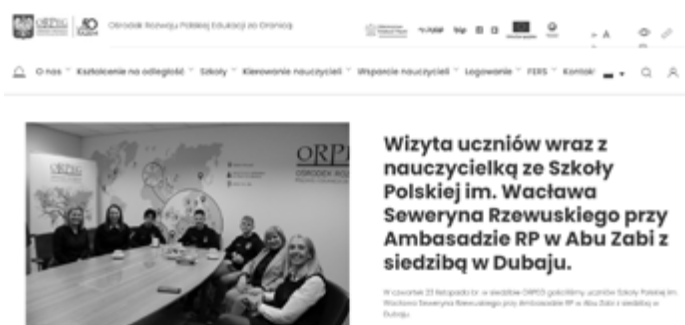 ORPEG
Ośrodek Rozwoju Polskiej Edukacji za Granicą
O nas Kształcenie na odległość Szkoły Kierowanie nauczycieli Wsparcie nauczycieli Logowanie FERS Kontakt
ORPEG
ORPE
OŚRODEK ROZ
Wizyta uczniów wraz z
nauczycielką ze Szkoły
Polskiej im. Wacława
Seweryna Rzewuskiego przy
Ambasadzie RP w Abu Zabi z
siedzibą w Dubaju.
W czwartek 23 listopada br. w siedzibie ORPEG gościliśmy uczniów Szkoły Polskiej im.
Wacława Seweryna Rzewuskiego przy Ambasadzie RP w Abu Zabi z siedzibą w
Dubaju.